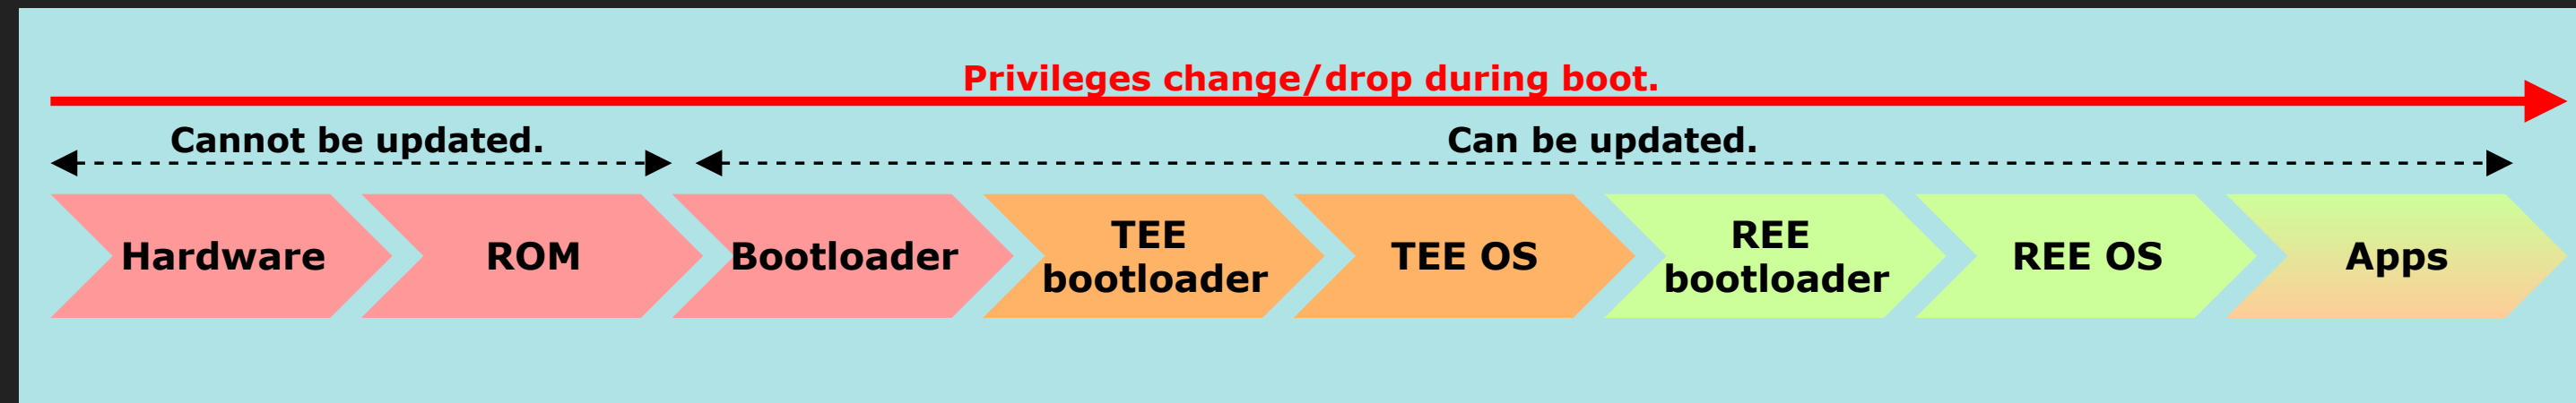 Privileges change/drop during boot.
Cannot be updated.
Can be updated.
Hardware
ROM
Bootloader
TEE
bootloader
TEE OS
REE
bootloader
REE OS
Apps